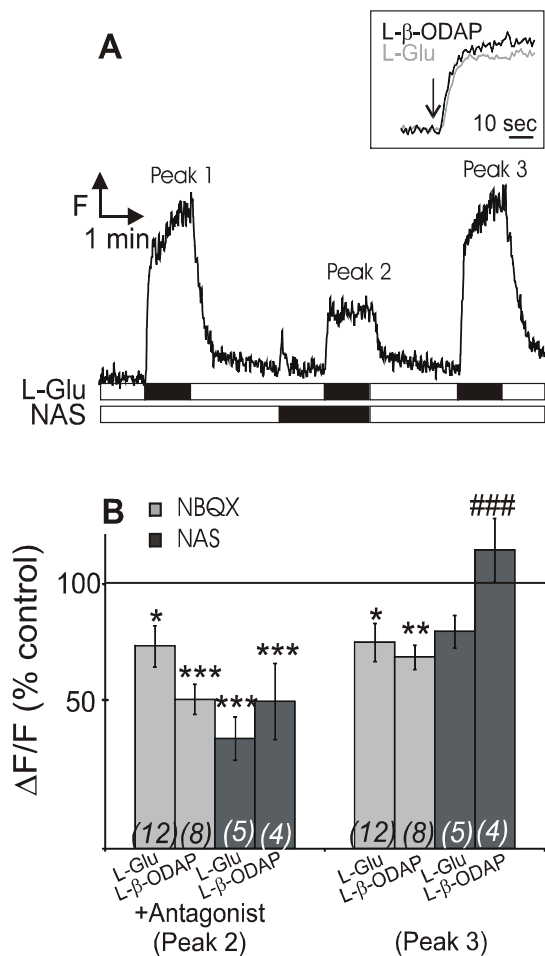 A
L-β-ODAP
L-Glu
10 sec
F
1 min
Peak 1
Peak 2
Peak 3
L-Glu
NAS
B
NBQX
NAS
###
100
50
ΔF/F (% control)
* *** *** *** * **
(12) (8) (5) (4) (12) (8) (5) (4)
L-Glu L-β-ODAP L-Glu L-β-ODAP L-Glu L-β-ODAP L-Glu L-β-ODAP
+Antagonist
(Peak 2) (Peak 3)